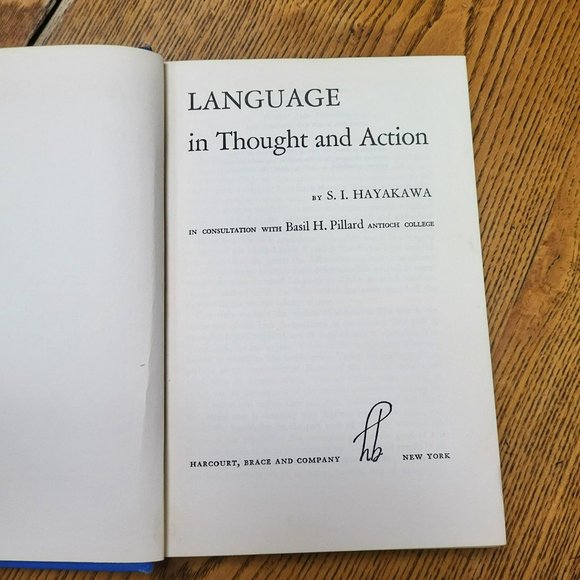 LANGUAGE
in Thought and Action
BY S. I. HAYAKAWA
IN CONSULTATION WITH Basil H. Pillard ANTIOCH COLLEGE
hb
HARCOURT, BRACE AND COMPANY NEW YORK